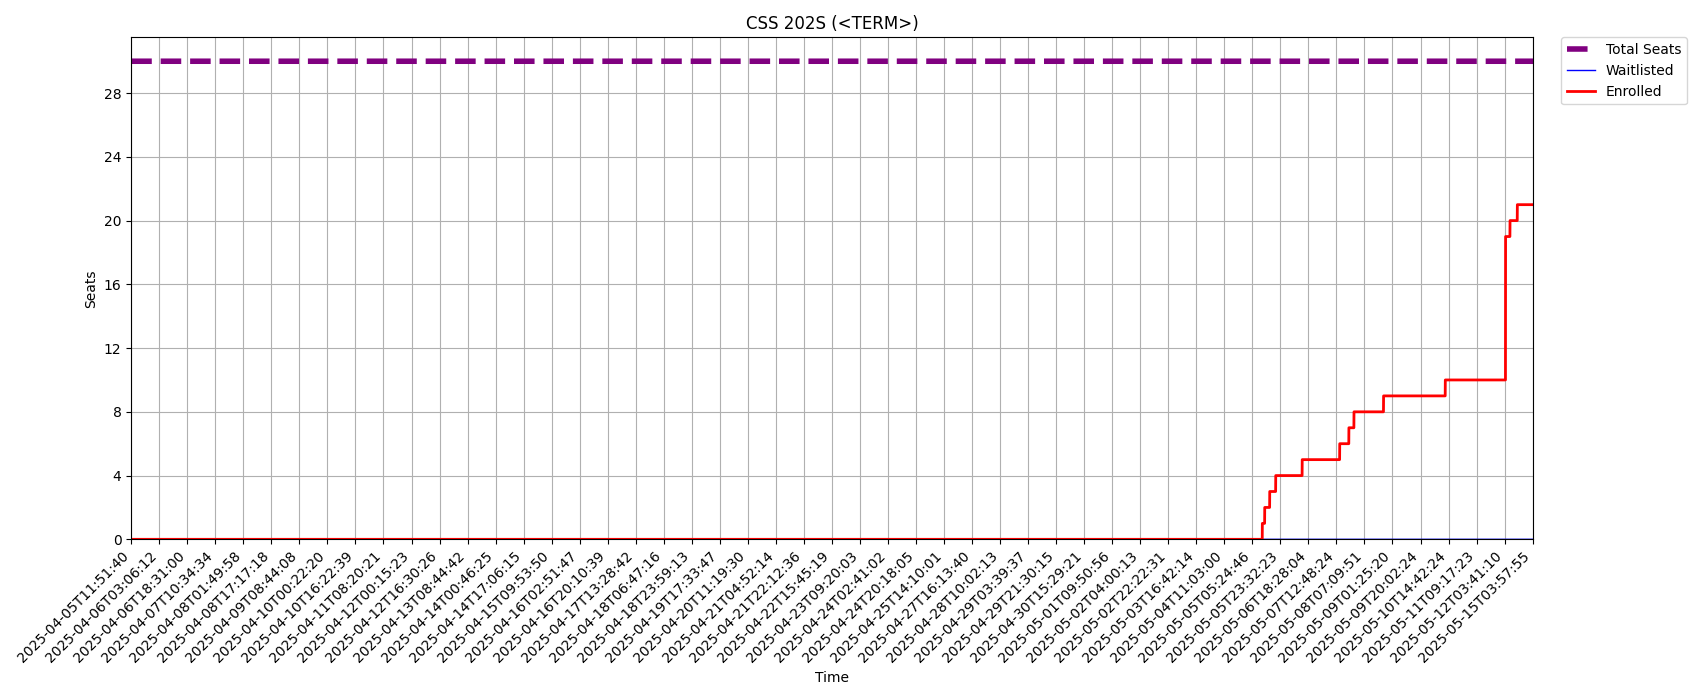 CSS 202S (<TERM>)
Total Seats
Waitlisted
Enrolled
28
24
20
16
12
8
4
0
Seats
2025-04-05T11:51:40
2025-04-06T03:06:12
2025-04-06T18:31:00
2025-04-07T10:34:34
2025-04-08T01:49:58
2025-04-08T17:17:18
2025-04-09T08:44:08
2025-04-10T00:22:20
2025-04-10T16:22:39
2025-04-11T08:20:21
2025-04-12T00:15:23
2025-04-12T16:30:26
2025-04-13T08:44:42
2025-04-14T00:46:25
2025-04-14T17:06:15
2025-04-15T09:53:50
2025-04-16T02:51:47
2025-04-16T20:10:39
2025-04-17T13:28:42
2025-04-18T06:47:16
2025-04-18T23:59:13
2025-04-19T17:33:47
2025-04-20T11:19:30
2025-04-21T04:52:14
2025-04-21T22:12:36
2025-04-22T15:45:19
2025-04-23T09:20:03
2025-04-24T02:41:02
2025-04-24T20:18:05
2025-04-25T14:10:01
2025-04-27T16:13:40
2025-04-28T10:02:13
2025-04-29T03:39:37
2025-04-29T21:30:15
2025-04-30T15:29:21
2025-05-01T09:50:56
2025-05-02T04:00:13
2025-05-02T22:22:31
2025-05-03T16:42:14
2025-05-04T11:03:00
2025-05-05T05:24:46
2025-05-05T23:32:23
2025-05-06T18:28:04
2025-05-07T12:48:24
2025-05-08T07:09:51
2025-05-09T01:25:20
2025-05-09T20:02:24
2025-05-10T14:42:24
2025-05-11T09:17:23
2025-05-12T03:41:10
2025-05-15T03:57:55
Time